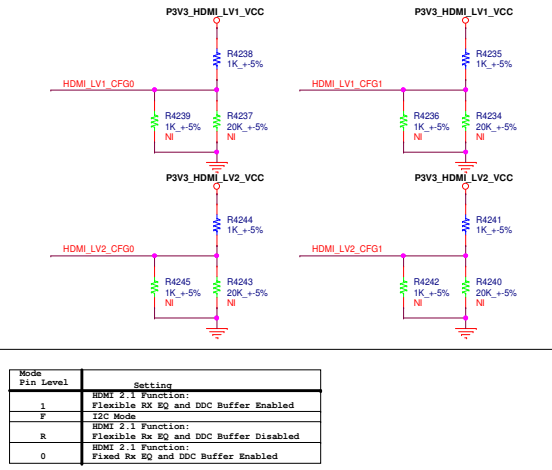 P3V3_HDMI_LV1_VCC
R4238
1K_+-5%
HDMI_LV1_CFG0
R4239
1K_+-5%
NI
R4237
20K_+-5%
NI
P3V3_HDMI_LV1_VCC
R4235
1K_+-5%
HDMI_LV1_CFG1
R4236
1K_+-5%
NI
R4234
20K_+-5%
NI
P3V3_HDMI_LV2_VCC
R4244
1K_+-5%
HDMI_LV2_CFG0
R4245
1K_+-5%
NI
R4243
20K_+-5%
NI
P3V3_HDMI_LV2_VCC
R4241
1K_+-5%
HDMI_LV2_CFG1
R4242
1K_+-5%
NI
R4240
20K_+-5%
NI
Mode
Pin Level Setting
HDMI 2.1 Function:
1 Flexible RX EQ and DDC Buffer Enabled
F I2C Mode
HDMI 2.1 Function:
R Flexible Rx EQ and DDC Buffer Disabled
HDMI 2.1 Function:
0 Fixed Rx EQ and DDC Buffer Enabled